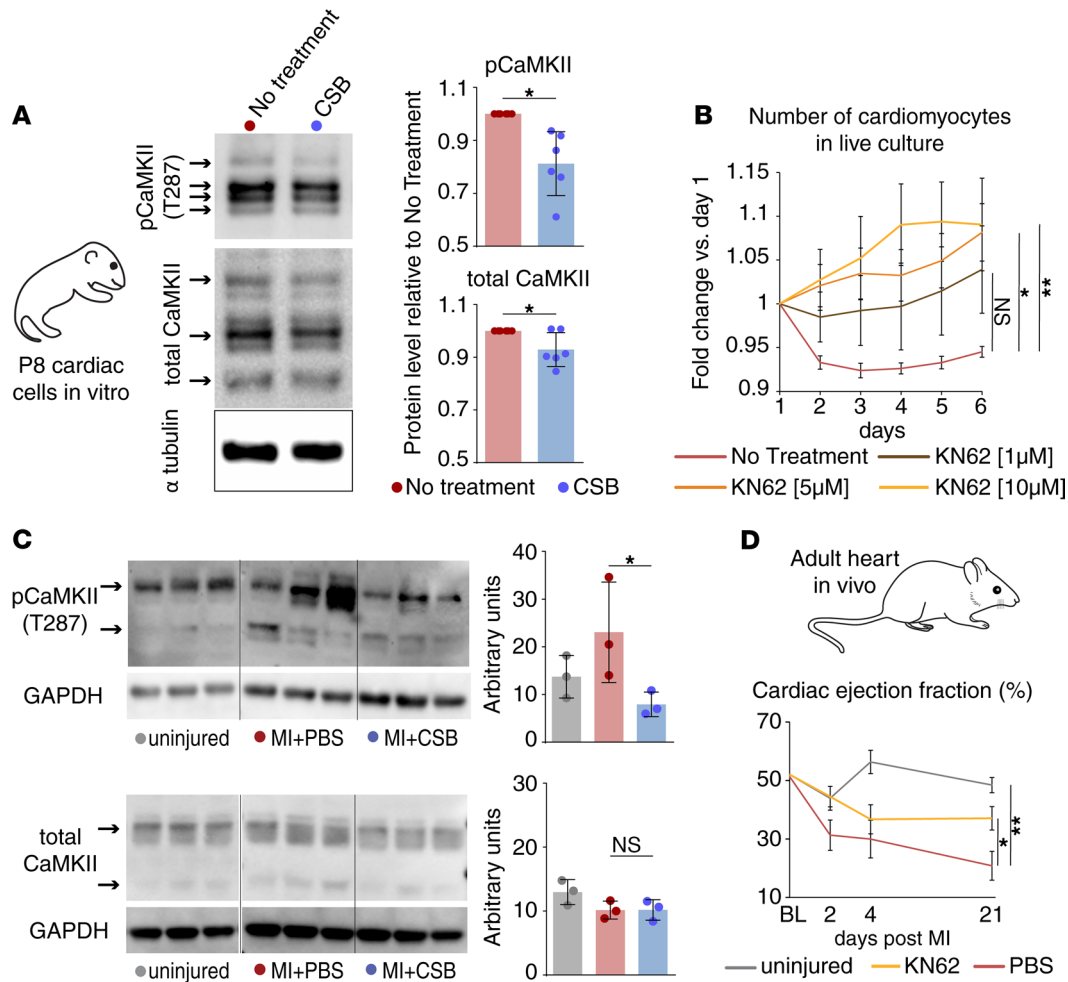 A
No treatment
CSB
pCaMKII
(T287)
total CaMKII
α tubulin
P8 cardiac
cells in vitro
Protein level relative to No Treatment
pCaMKII
1.1
*
0.9
0.7
0.5
total CaMKII
1.1
*
0.9
0.7
0.5
No treatment
CSB
B
Number of cardiomyocytes
in live culture
Fold change vs. day 1
1.1
1.05
1
0.95
0.9
1 2 3 4 5 6
days
NS
*
**
No Treatment
KN62 [1µM]
KN62 [5µM]
KN62 [10µM]
C
pCaMKII
(T287)
GAPDH
uninjured
MI+PBS
MI+CSB
Arbitrary units
40
30
20
10
0
*
total
CaMKII
GAPDH
uninjured
MI+PBS
MI+CSB
Arbitrary units
30
20
10
0
NS
D
Adult heart
in vivo
Cardiac ejection fraction (%)
70
50
30
10
BL 2 4 21
days post MI
*
**
uninjured
KN62
PBS